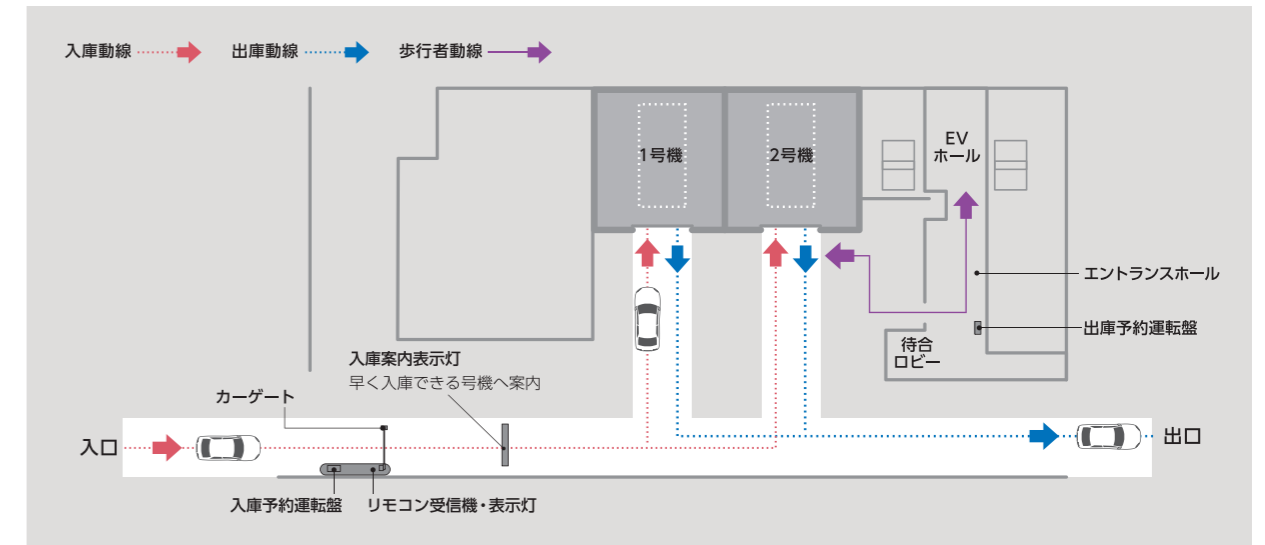 入庫動線
出庫動線
歩行者動線
1号機
2号機
EV
ホール
エントランスホール
出庫予約運転盤
待合
ロビー
入庫案内表示灯
早く入庫できる号機へ案内
カーゲート
入口
出口
入庫予約運転盤
リモコン受信機・表示灯